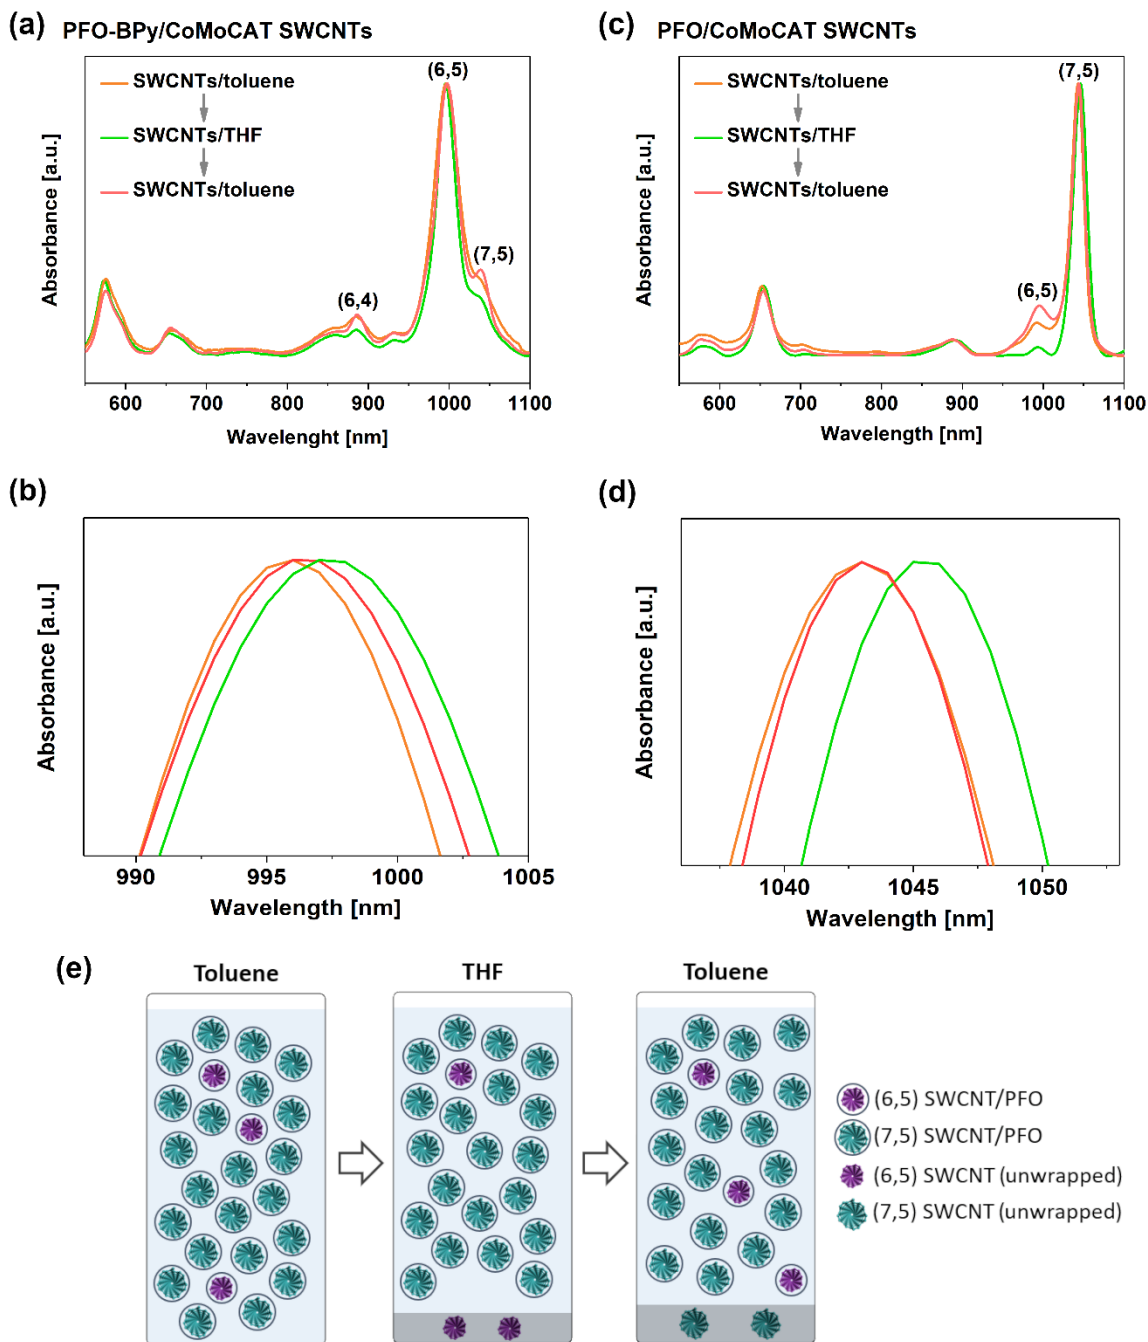 (a) PFO-BPy/CoMoCAT SWCNTs
SWCNTs/toluene
SWCNTs/THF
SWCNTs/toluene
(6,5)
(7,5)
(6,4)
Absorbance [a.u.]
600 700 800 900 1000 1100
Wavelenght [nm]
(c) PFO/CoMoCAT SWCNTs
SWCNTs/toluene
SWCNTs/THF
SWCNTs/toluene
(7,5)
(6,5)
Absorbance [a.u.]
600 700 800 900 1000 1100
Wavelength [nm]
(b)
Absorbance [a.u.]
990 995 1000 1005
Wavelength [nm]
(d)
Absorbance [a.u.]
1040 1045 1050
Wavelength [nm]
(e)
Toluene
THF
Toluene
(6,5) SWCNT/PFO
(7,5) SWCNT/PFO
(6,5) SWCNT (unwrapped)
(7,5) SWCNT (unwrapped)